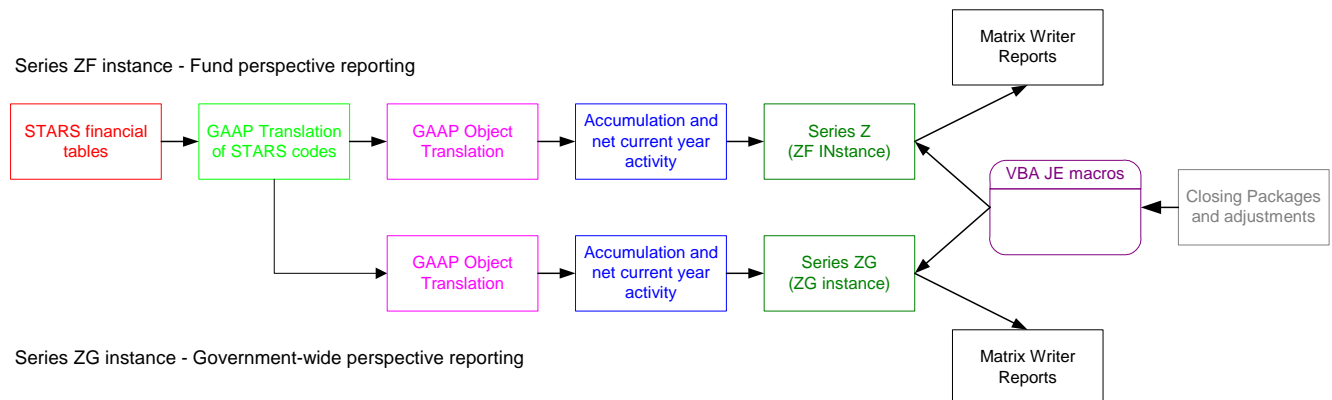 Matrix Writer
Reports
Series ZF instance - Fund perspective reporting
STARS financial
tables
GAAP Translation
of STARS codes
GAAP Object
Translation
Accumulation and
net current year
activity
Series Z
(ZF INstance)
VBA JE macros
Closing Packages
and adjustments
GAAP Object
Translation
Accumulation and
net current year
activity
Series ZG
(ZG instance)
Series ZG instance - Government-wide perspective reporting
Matrix Writer
Reports